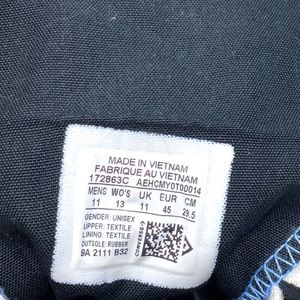 MADE IN VIETNAM
FABRIQUE AU VIETNAM
172863C AEHCMY0T00014
MENS WO'S UK EUR CM
11 13 11 45 29.5
GENDER: UNISEX
UPPER: TEXTILE
LINING: TEXTILE
OUTSOLE: RUBBER
9A 2111 B32